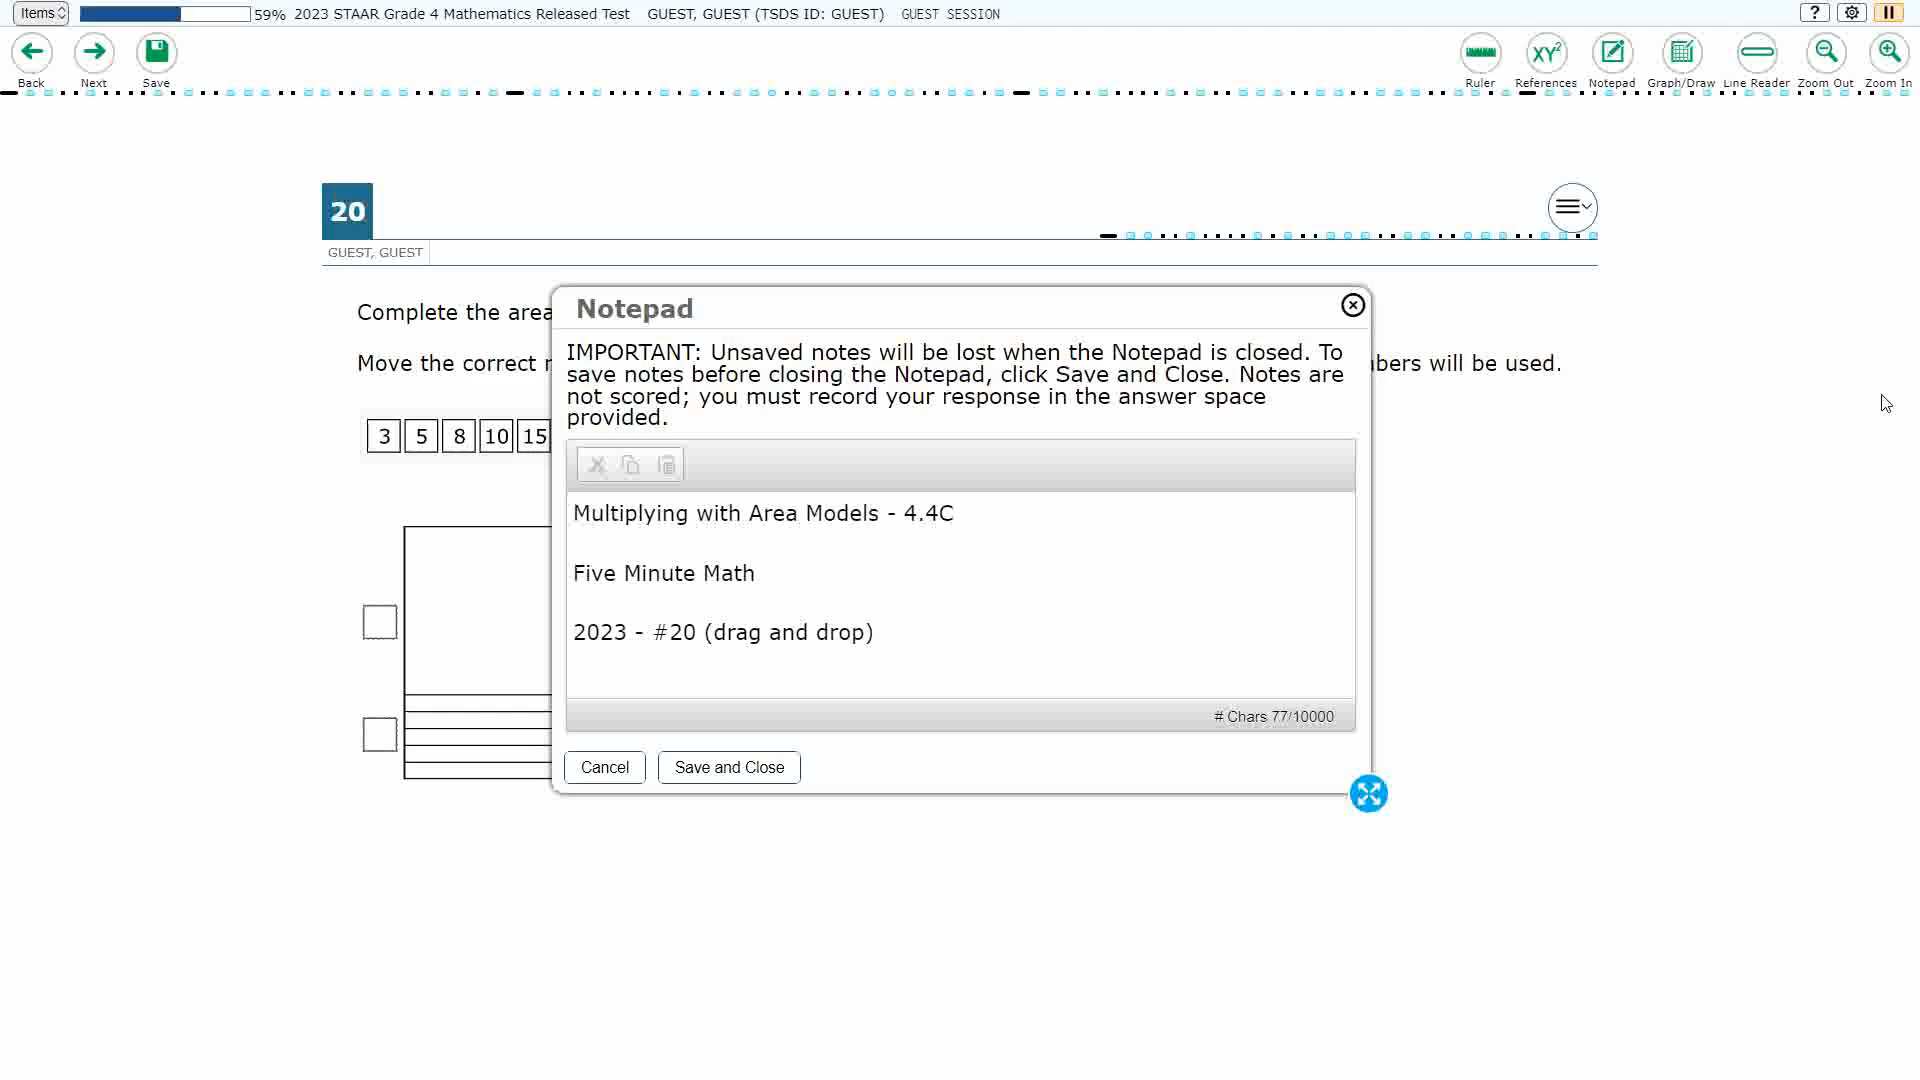 Items 59% 2023 STAAR Grade 4 Mathematics Released Test GUEST, GUEST (TSDS ID: GUEST) GUEST SESSION ?
Back Next Save XY² Ruler References Notepad Graph/Draw Line Reader Zoom Out Zoom In
20
GUEST, GUEST
Complete the area
Move the correct
will be used.
3 5 8 10 15
Notepad
IMPORTANT: Unsaved notes will be lost when the Notepad is closed. To
save notes before closing the Notepad, click Save and Close. Notes are
not scored; you must record your response in the answer space
provided.
Multiplying with Area Models - 4.4C
Five Minute Math
2023 - #20 (drag and drop)
# Chars 77/10000
Cancel Save and Close